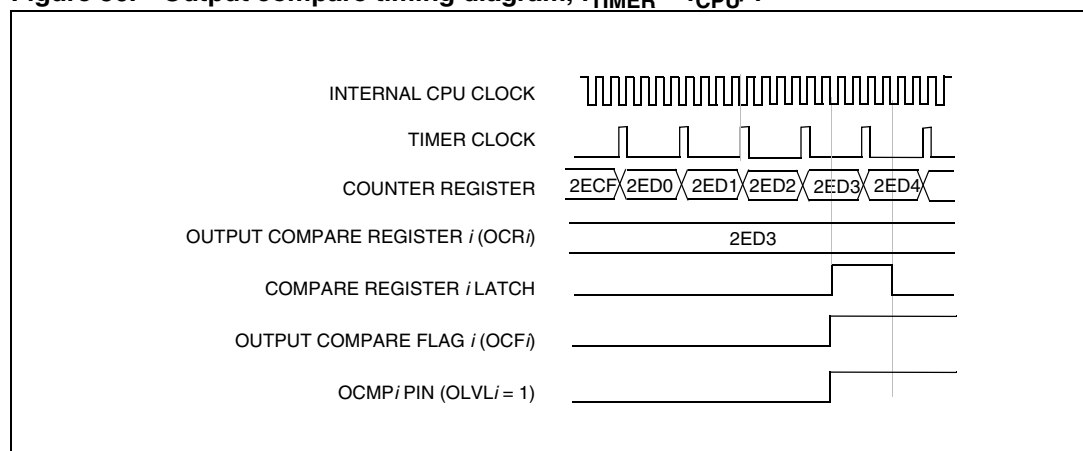 INTERNAL CPU CLOCK
TIMER CLOCK
COUNTER REGISTER 2ECF 2ED0 2ED1 2ED2 2ED3 2ED4
OUTPUT COMPARE REGISTER i (OCRi) 2ED3
COMPARE REGISTER i LATCH
OUTPUT COMPARE FLAG i (OCFi)
OCMPi PIN (OLVLi = 1)